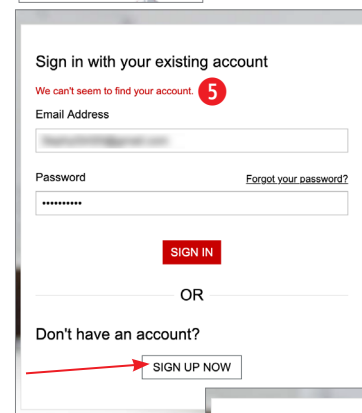 Sign in with your existing account
We can't seem to find your account. 5
Email Address
Password Forgot your password?
SIGN IN
OR
Don't have an account?
SIGN UP NOW